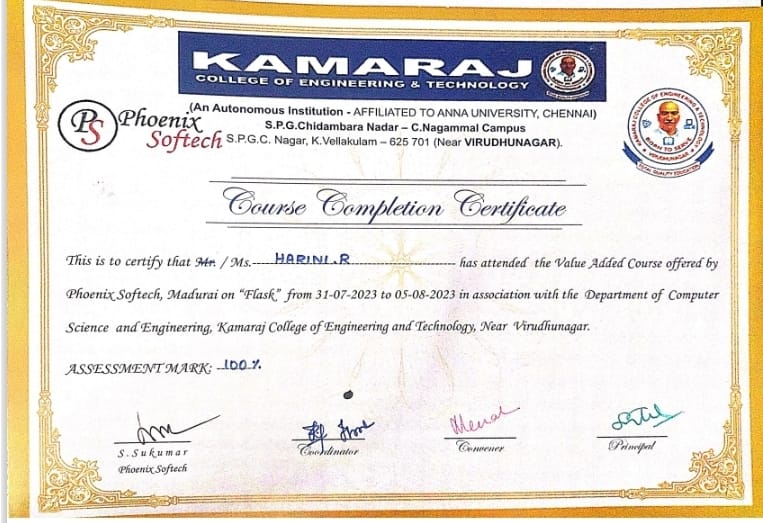 KAMARAJ
COLLEGE OF ENGINEERING & TECHNOLOGY
(An Autonomous Institution - AFFILIATED TO ANNA UNIVERSITY, CHENNAI)
S.P.G.Chidambara Nadar – C.Nagammal Campus
S.P.G.C. Nagar, K.Vellakulam – 625 701 (Near VIRUDHUNAGAR).
PS Phoenix
Softech
KAMARAJ COLLEGE OF ENGINEERING & TECHNOLOGY
BORN TO SERVE
VIRUDHUNAGAR
TOTAL QUALITY EDUCATION
Course Completion Certificate
This is to certify that Mr. / Ms. HARINI.R has attended the Value Added Course offered by
Phoenix Softech, Madurai on “Flask” from 31-07-2023 to 05-08-2023 in association with the Department of Computer
Science and Engineering, Kamaraj College of Engineering and Technology, Near Virudhunagar.
ASSESSMENT MARK: 100%
S.Sukumar
Phoenix Softech
Coordinator
Convener
Principal